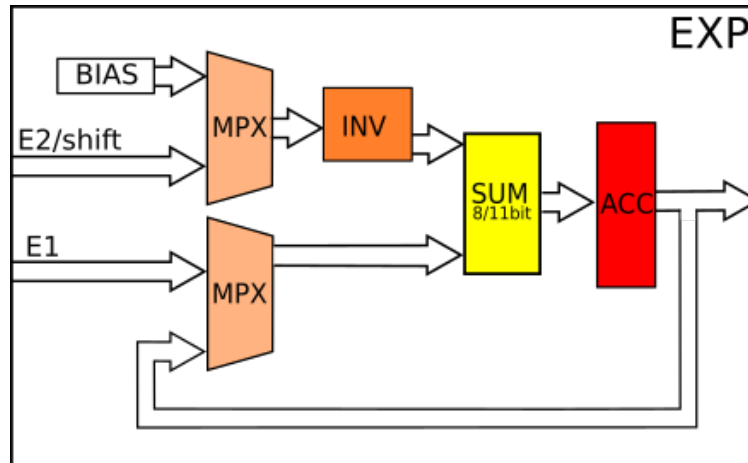 EXP
BIAS
MPX
INV
E2/shift
SUM
8/11bit
ACC
E1
MPX